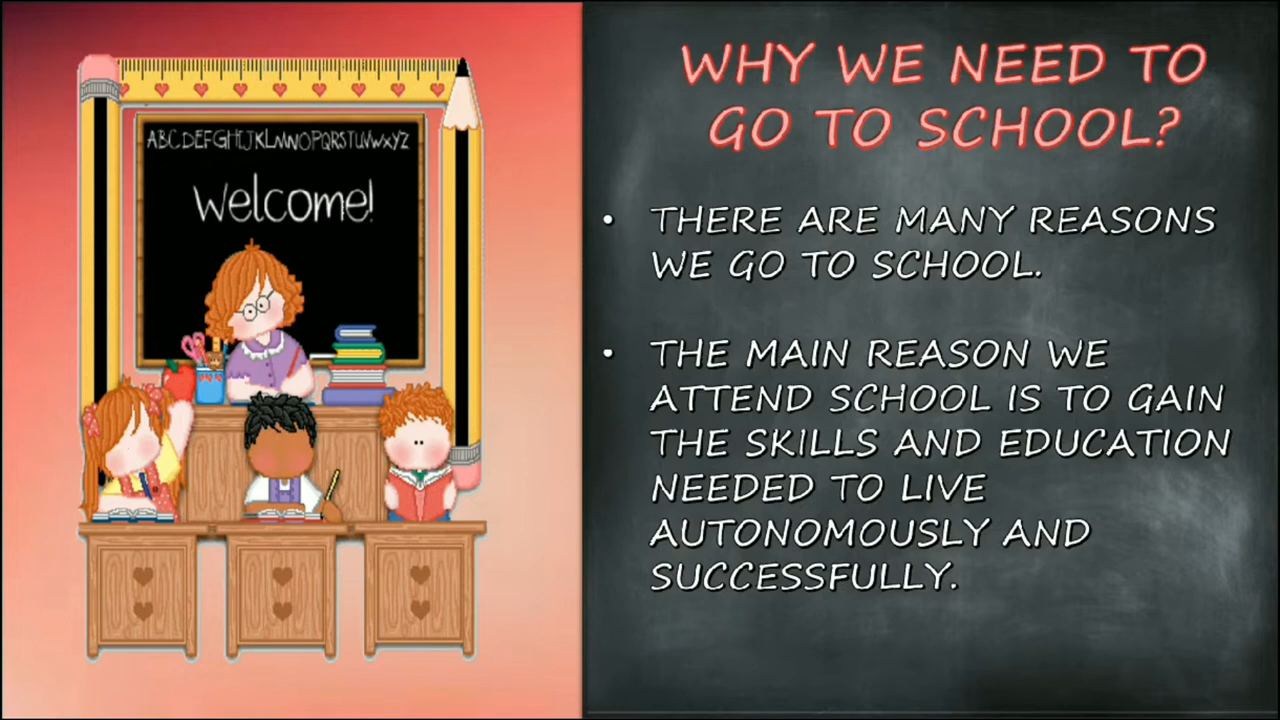 ABCDEFGHIJKLMNOPQRSTUVWXYZ
Welcome!
WHY WE NEED TO
GO TO SCHOOL?
• THERE ARE MANY REASONS
WE GO TO SCHOOL.
• THE MAIN REASON WE
ATTEND SCHOOL IS TO GAIN
THE SKILLS AND EDUCATION
NEEDED TO LIVE
AUTONOMOUSLY AND
SUCCESSFULLY.